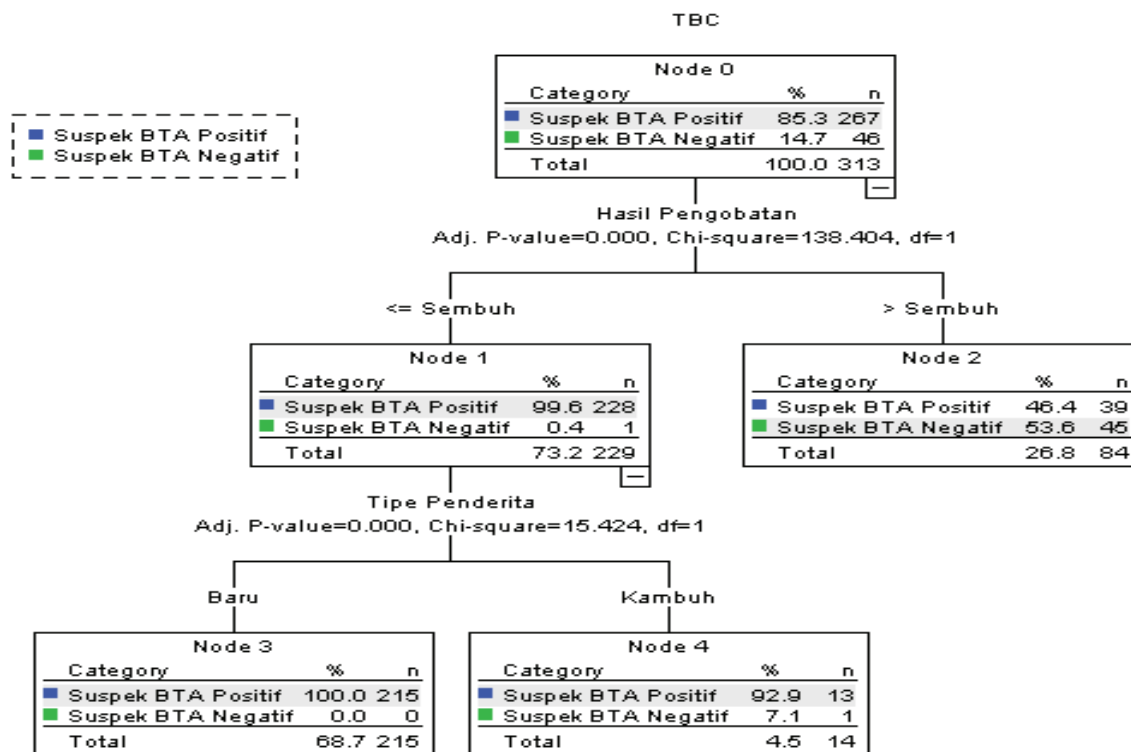 TBC
Suspek BTA Positif
Suspek BTA Negatif
Node 0
Category % n
Suspek BTA Positif 85.3 267
Suspek BTA Negatif 14.7 46
Total 100.0 313
Hasil Pengobatan
Adj. P-value=0.000, Chi-square=138.404, df=1
<= Sembuh
> Sembuh
Node 1
Category % n
Suspek BTA Positif 99.6 228
Suspek BTA Negatif 0.4 1
Total 73.2 229
Node 2
Category % n
Suspek BTA Positif 46.4 39
Suspek BTA Negatif 53.6 45
Total 26.8 84
Tipe Penderita
Adj. P-value=0.000, Chi-square=15.424, df=1
Baru
Kambuh
Node 3
Category % n
Suspek BTA Positif 100.0 215
Suspek BTA Negatif 0.0 0
Total 68.7 215
Node 4
Category % n
Suspek BTA Positif 92.9 13
Suspek BTA Negatif 7.1 1
Total 4.5 14